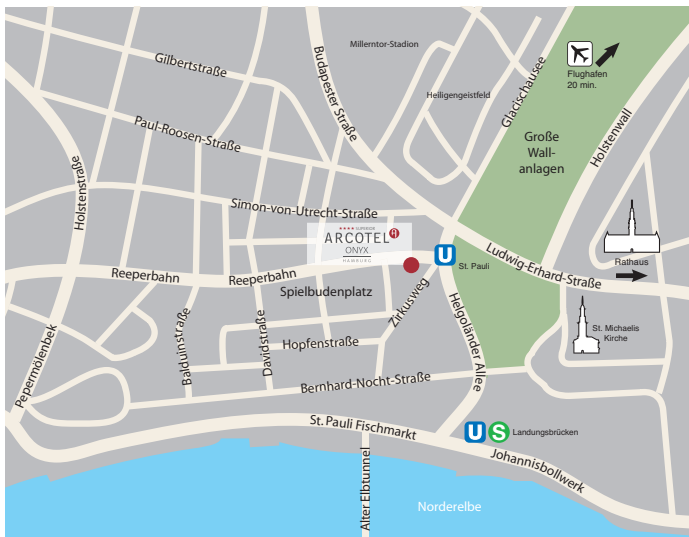 Millerntor-Stadion
Gilbertstraße
Budapester Straße
Glacischausee
Flughafen
20 min.
Heiligengeistfeld
Paul-Roosen-Straße
Große
Wall-
anlagen
Holstenwall
Holstenstraße
Simon-von-Utrecht-Straße
SUPERIOR
ARCOTEL
ONYX
HAMBURG
U
St. Pauli
Ludwig-Erhard-Straße
Rathaus
Reeperbahn
Reeperbahn
Spielbudenplatz
Zirkusweg
Helgoländer Allee
St. Michaelis
Kirche
Pepermölenbek
Balduinstraße
Davidstraße
Hopfenstraße
Bernhard-Nocht-Straße
St. Pauli Fischmarkt
U S Landungsbrücken
Johannisbollwerk
Alter Elbtunnel
Norderelbe